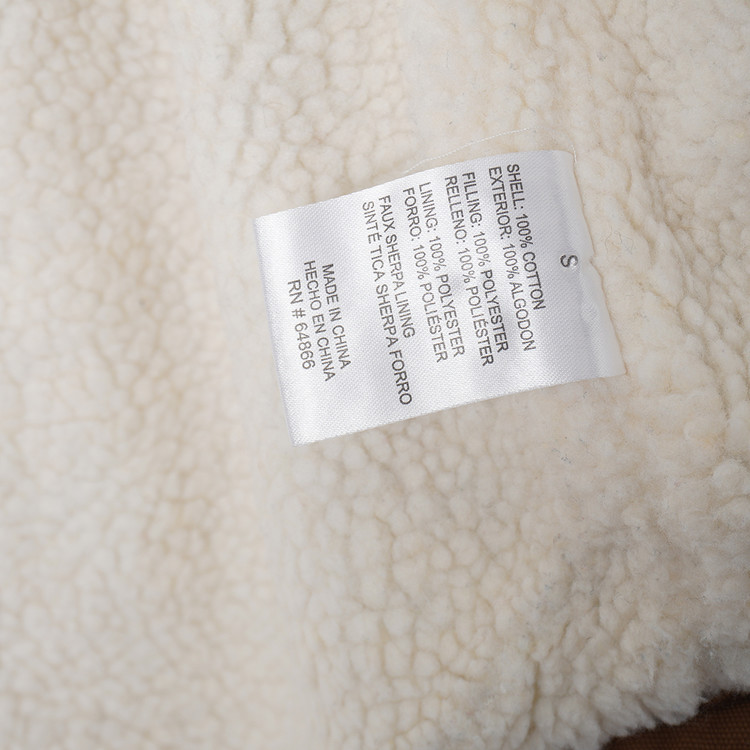 S
SHELL: 100% COTTON
EXTERIOR: 100% ALGODON
FILLING: 100% POLYESTER
RELLENO: 100% POLIÉSTER
LINING: 100% POLYESTER
FORRO: 100% POLIÉSTER
FAUX SHERPA LINING
SINTÉ TICA SHERPA FORRO
MADE IN CHINA
HECHO EN CHINA
RN # 64866